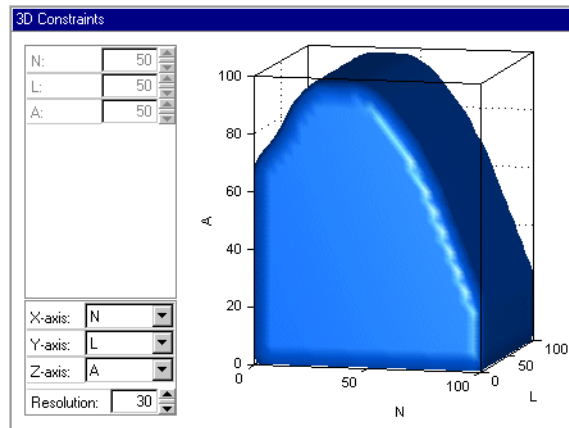 3D Constraints
N: 50
L: 50
A: 50
X-axis: N
Y-axis: L
Z-axis: A
Resolution: 30
100
80
60
40
20
0
A
0
50
100
N
0
50
100
L